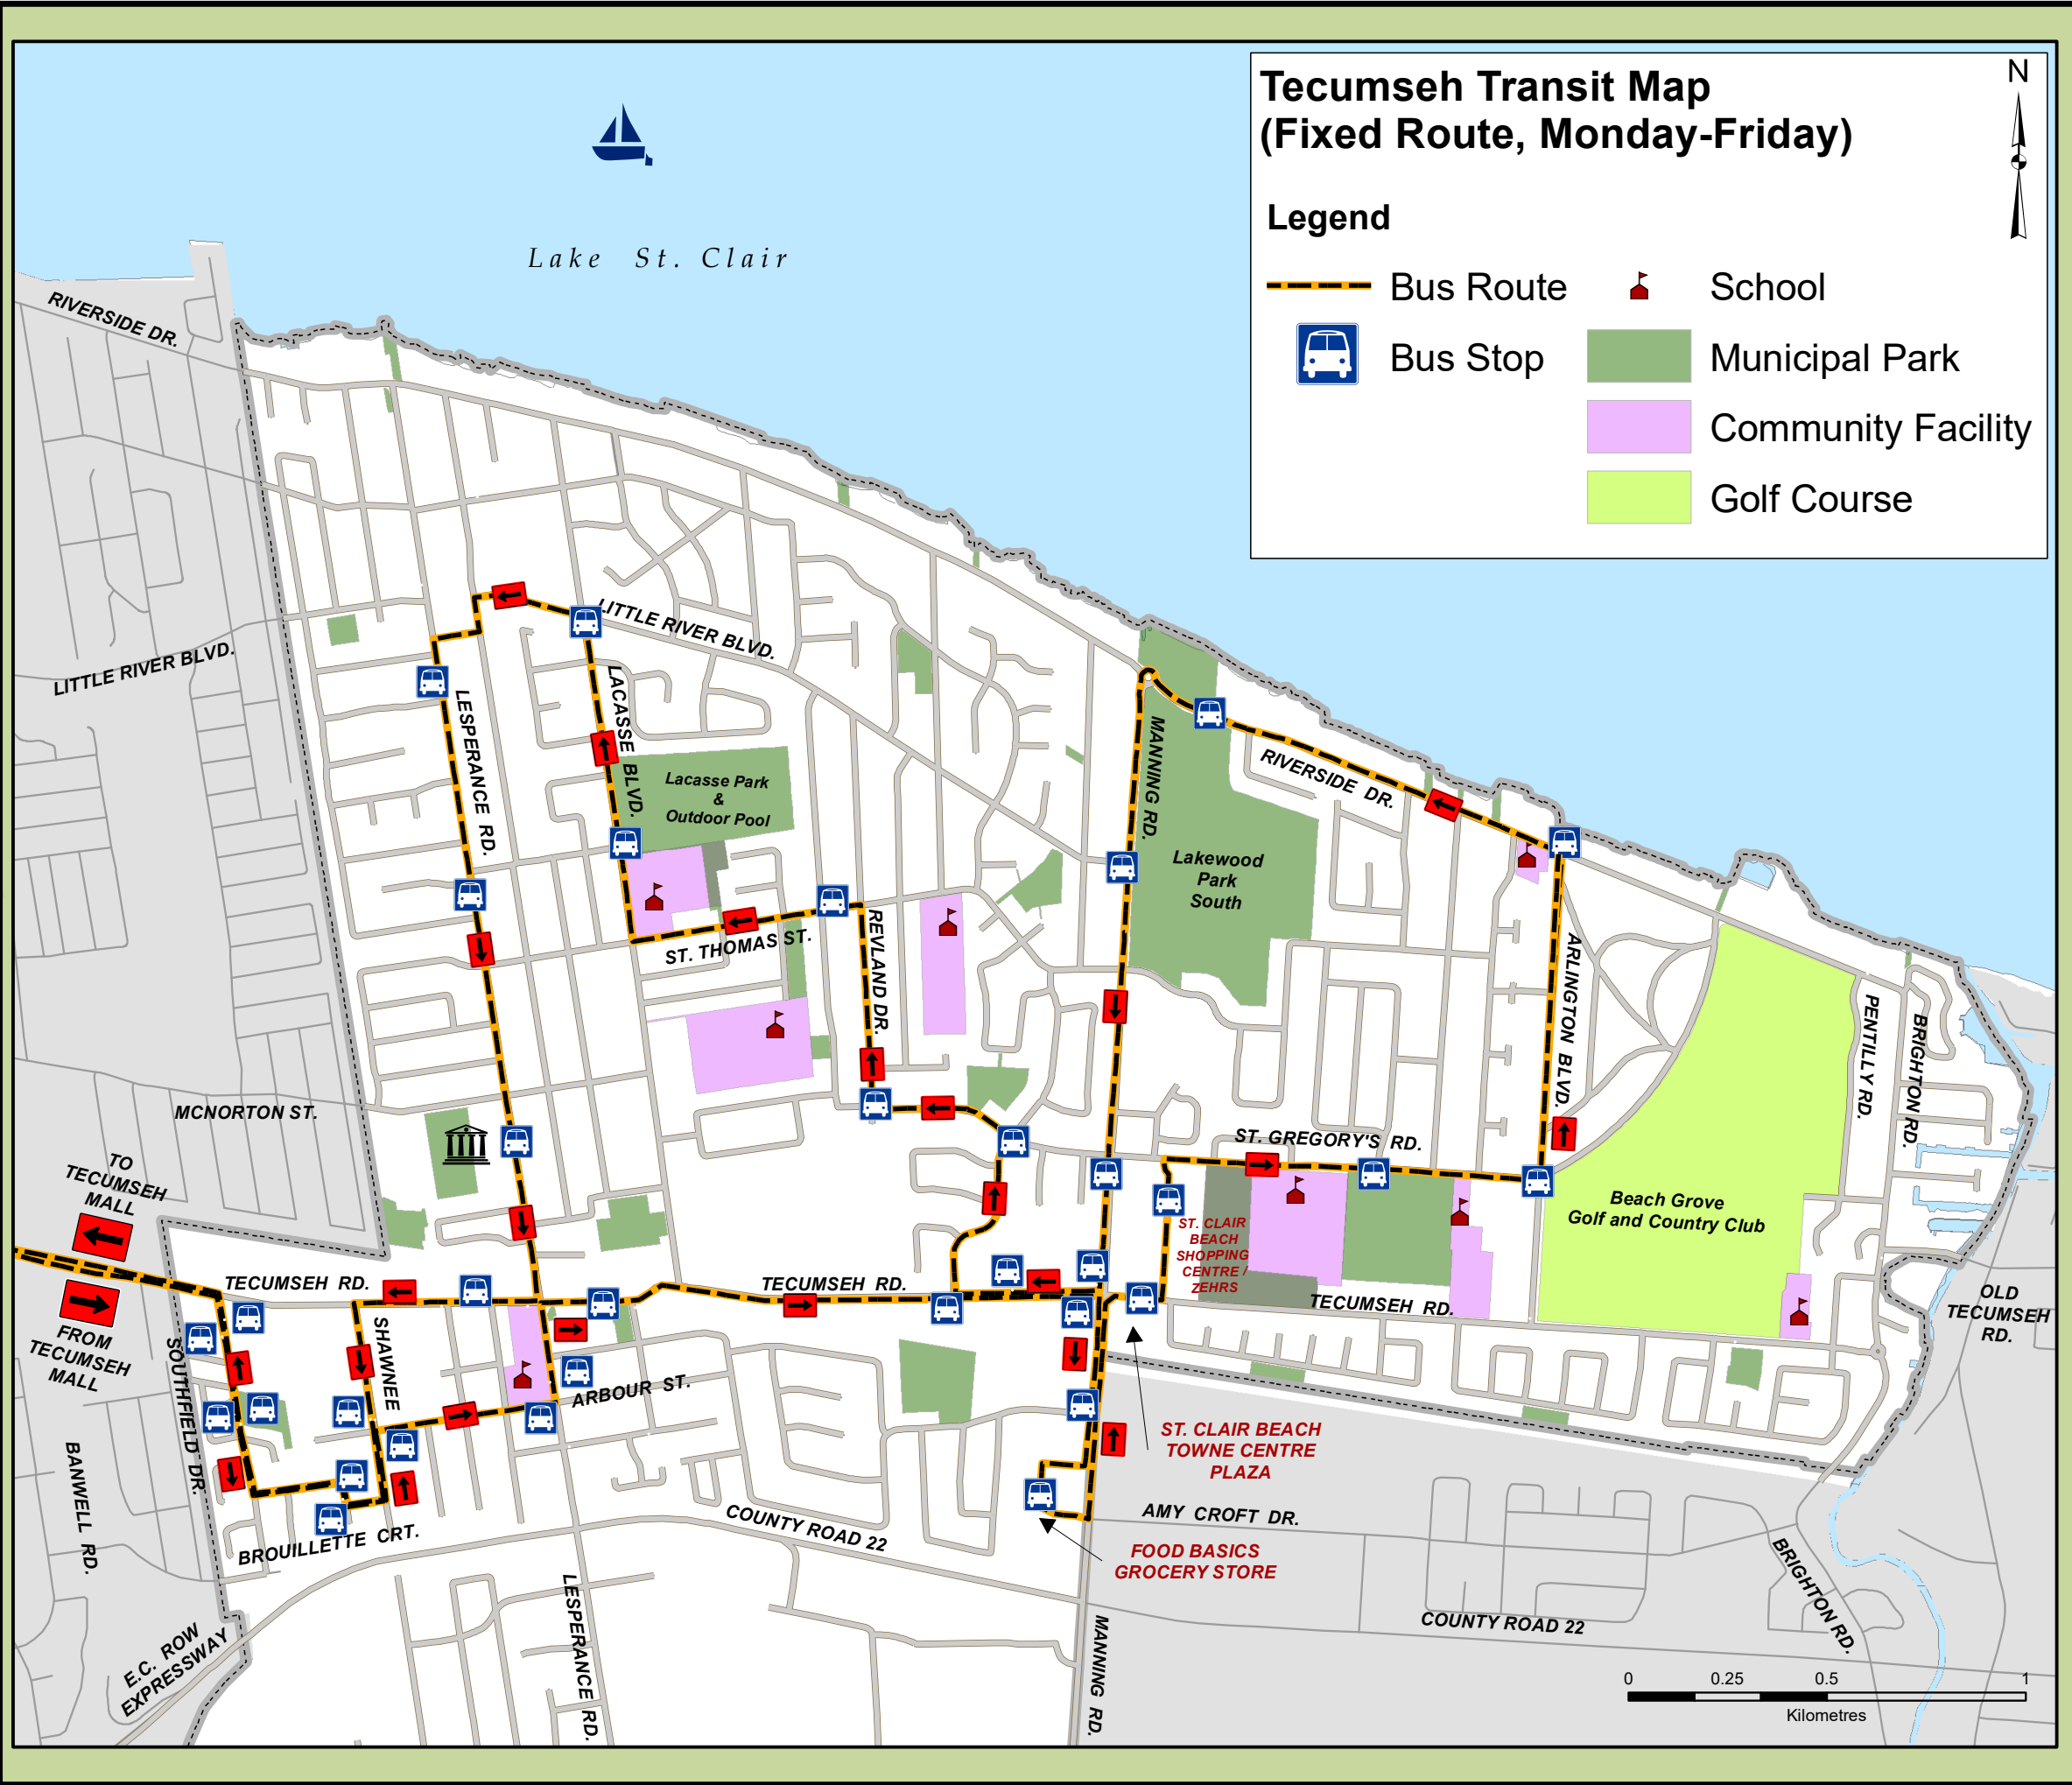 Tecumseh Transit Map
(Fixed Route, Monday-Friday)
N
Legend
Bus Route
School
Bus Stop
Municipal Park
Community Facility
Golf Course
Lake St. Clair
RIVERSIDE DR.
LITTLE RIVER BLVD.
LITTLE RIVER BLVD.
LESPERANCE RD.
LACASSE BLVD.
Lacasse Park
&
Outdoor Pool
MANNING RD.
RIVERSIDE DR.
Lakewood
Park
South
ST. THOMAS ST.
REVLAND DR.
ARLINGTON BLVD.
PENTILLY RD.
BRIGHTON RD.
MCNORTON ST.
ST. GREGORY'S RD.
TO
TECUMSEH
MALL
Beach Grove
Golf and Country Club
ST. CLAIR
BEACH
SHOPPING
CENTRE /
ZEHRS
TECUMSEH RD.
TECUMSEH RD.
TECUMSEH RD.
OLD
TECUMSEH
RD.
FROM
TECUMSEH
MALL
SOUTHFIELD DR.
SHAWNEE
ARBOUR ST.
ST. CLAIR BEACH
TOWNE CENTRE
PLAZA
BANWELL RD.
BROUILLETTE CRT.
COUNTY ROAD 22
AMY CROFT DR.
FOOD BASICS
GROCERY STORE
BRIGHTON RD.
LESPERANCE RD.
E.C. ROW
EXPRESSWAY
MANNING RD.
COUNTY ROAD 22
0 0.25 0.5 1
Kilometres